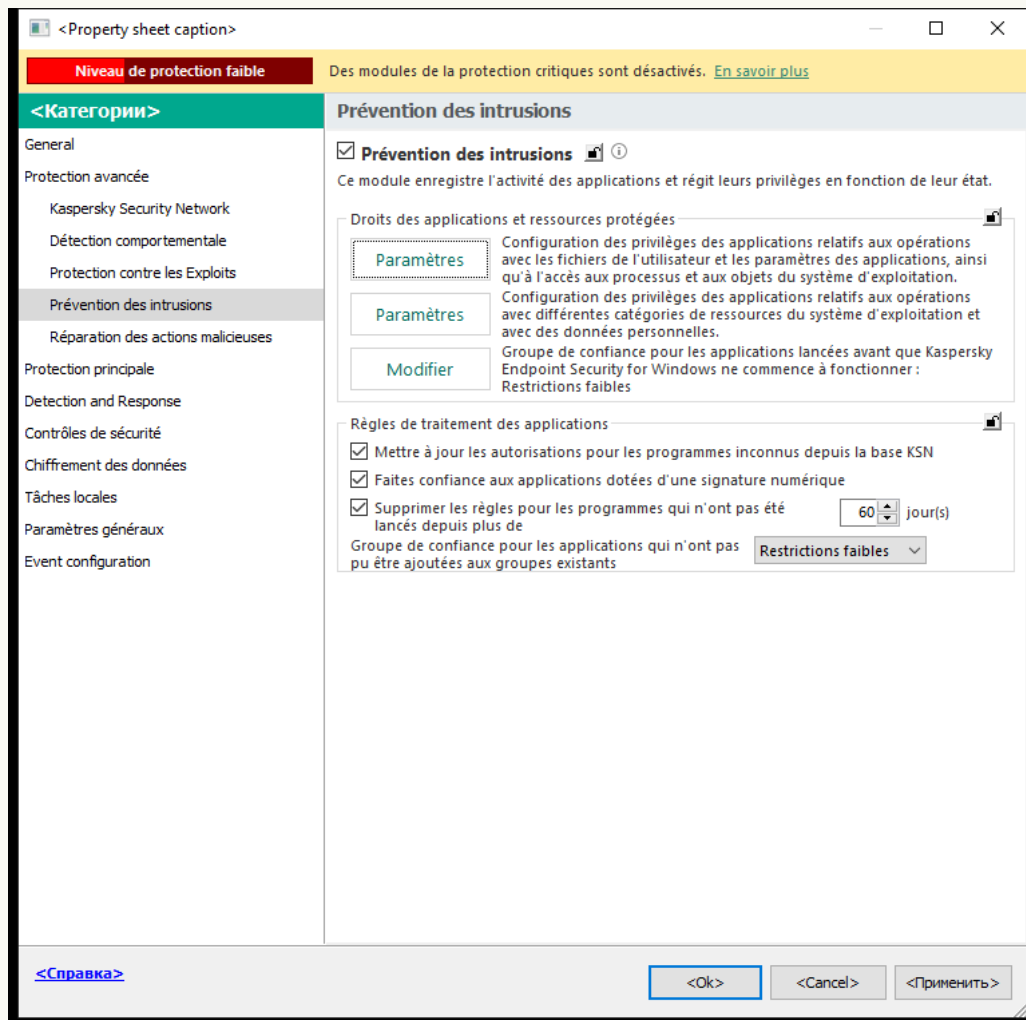 <Property sheet caption>
Niveau de protection faible
Des modules de la protection critiques sont désactivés. En savoir plus
<Категории>
General
Protection avancée
Kaspersky Security Network
Détection comportementale
Protection contre les Exploits
Prévention des intrusions
Réparation des actions malicieuses
Protection principale
Detection and Response
Contrôles de sécurité
Chiffrement des données
Tâches locales
Paramètres généraux
Event configuration
Prévention des intrusions
Prévention des intrusions
Ce module enregistre l'activité des applications et régit leurs privilèges en fonction de leur état.
Droits des applications et ressources protégées
Paramètres
Configuration des privilèges des applications relatifs aux opérations
avec les fichiers de l'utilisateur et les paramètres des applications, ainsi
qu'à l'accès aux processus et aux objets du système d'exploitation.
Paramètres
Configuration des privilèges des applications relatifs aux opérations
avec différentes catégories de ressources du système d'exploitation et
avec des données personnelles.
Modifier
Groupe de confiance pour les applications lancées avant que Kaspersky
Endpoint Security for Windows ne commence à fonctionner :
Restrictions faibles
Règles de traitement des applications
Mettre à jour les autorisations pour les programmes inconnus depuis la base KSN
Faites confiance aux applications dotées d'une signature numérique
Supprimer les règles pour les programmes qui n'ont pas été
lancés depuis plus de
60 jour(s)
Groupe de confiance pour les applications qui n'ont pas
pu être ajoutées aux groupes existants
Restrictions faibles
<Справка>
<Ok>
<Cancel>
<Применить>